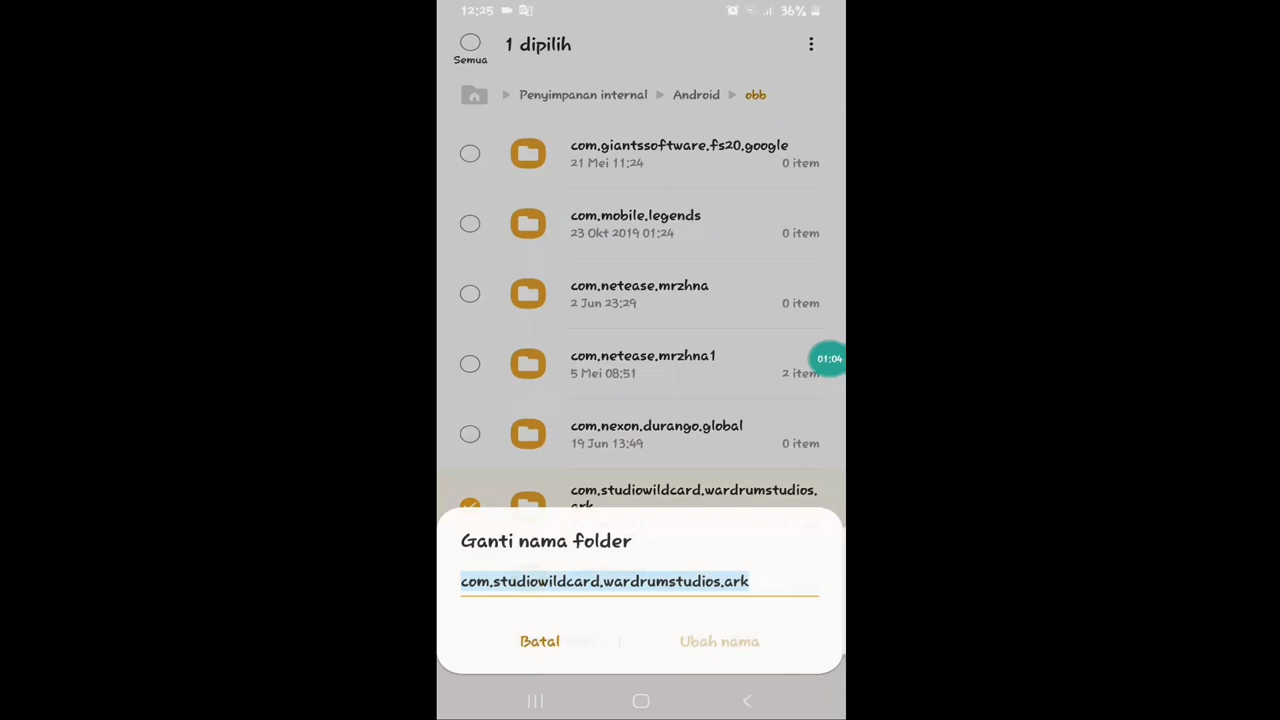 12:25
36%
Semua
1 dipilih
Penyimpanan internal
Android
obb
com.giantssoftware.fs20.google
21 Mei 11:24
0 item
com.mobile.legends
23 Okt 2019 01:24
0 item
com.netease.mrzhna
2 Jun 23:29
0 item
com.netease.mrzhna1
5 Mei 08:51
2 item
01:04
com.nexon.durango.global
19 Jun 13:49
0 item
com.studiowildcard.wardrumstudios.
ark
Ganti nama folder
com.studiowildcard.wardrumstudios.ark
Batal
Ubah nama